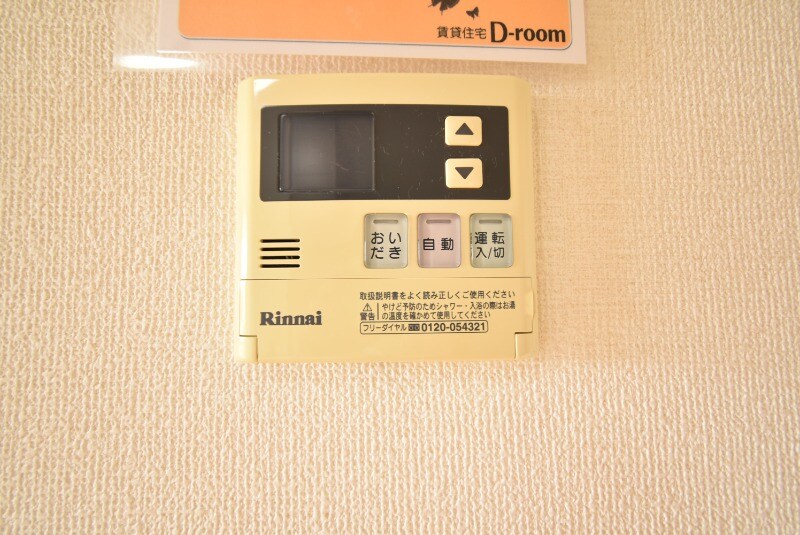 賃貸住宅 D-room
おい
だき
自動
運転
入/切
取扱説明書をよく読み正しくご使用ください
警告
やけど予防のためシャワー・入浴の際はお湯
の温度を確かめて使用してください
Rinnai
フリーダイヤル 0120-054321